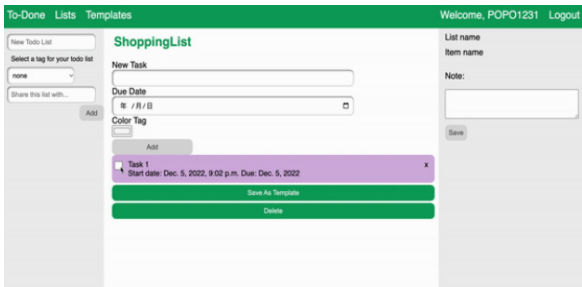 To-Done Lists Templates
Welcome, POPO1231 Logout
New Todo List
Select a tag for your todo list
none
Share this list with...
Add
ShoppingList
New Task
Due Date
年 /月/日
Color Tag
Add
Task 1
x
Start date: Dec. 5, 2022, 9:02 p.m. Due: Dec. 5, 2022
Save As Template
Delete
List name
Item name
Note:
Save